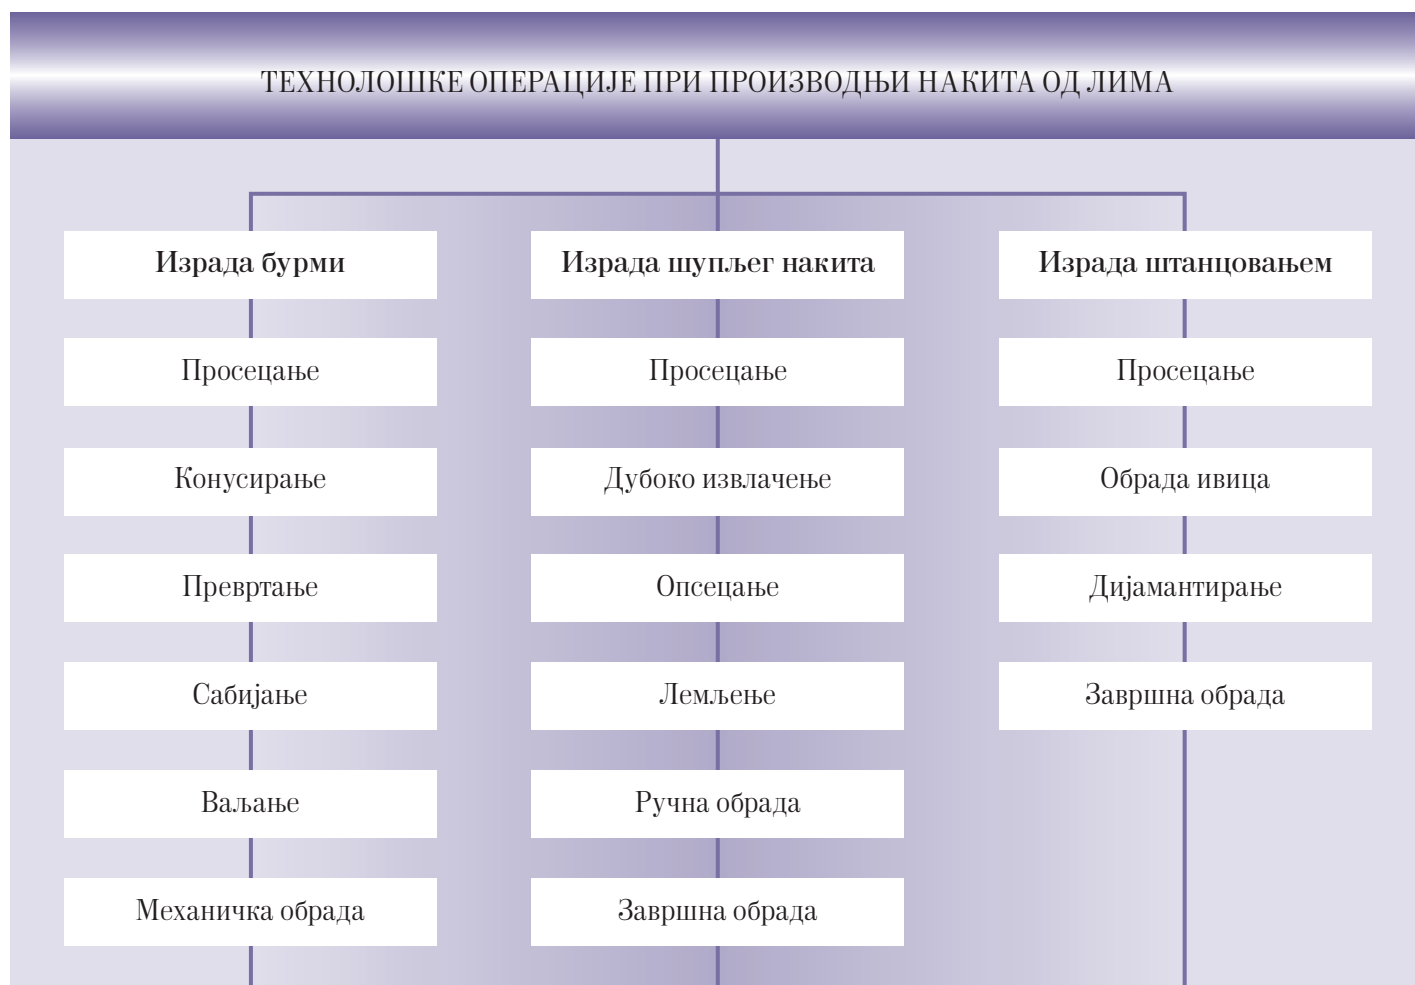 ТЕХНОЛОШКЕ ОПЕРАЦИЈЕ ПРИ ПРОИЗВОДЊИ НАКИТА ОД ЛИМА
Израда бурми
Просецање
Конусирање
Превртање
Сабијање
Ваљање
Механичка обрада
Израда шупљег накита
Просецање
Дубоко извлачење
Опсецање
Лемљење
Ручна обрада
Завршна обрада
Израда штанцовањем
Просецање
Обрада ивица
Дијамантирање
Завршна обрада